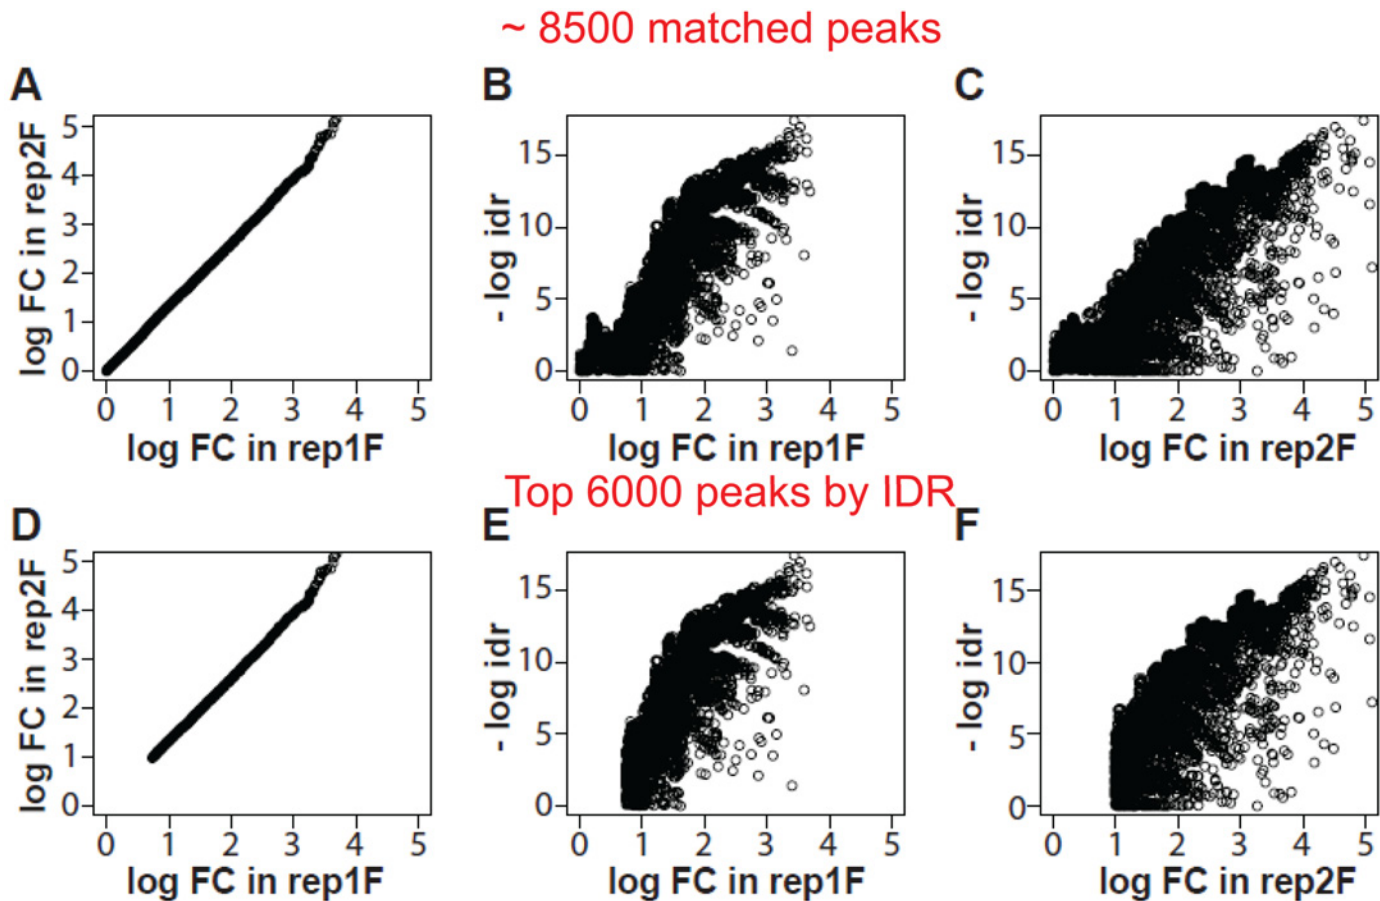 ~ 8500 matched peaks
A
B
C
log FC in rep2F
5
4
3
2
1
0
0 1 2 3 4 5
log FC in rep1F
- log idr
15
10
5
0
0 1 2 3 4 5
log FC in rep1F
- log idr
15
10
5
0
0 1 2 3 4 5
log FC in rep2F
Top 6000 peaks by IDR
D
E
F
log FC in rep2F
5
4
3
2
1
0
0 1 2 3 4 5
log FC in rep1F
- log idr
15
10
5
0
0 1 2 3 4 5
log FC in rep1F
- log idr
15
10
5
0
0 1 2 3 4 5
log FC in rep2F